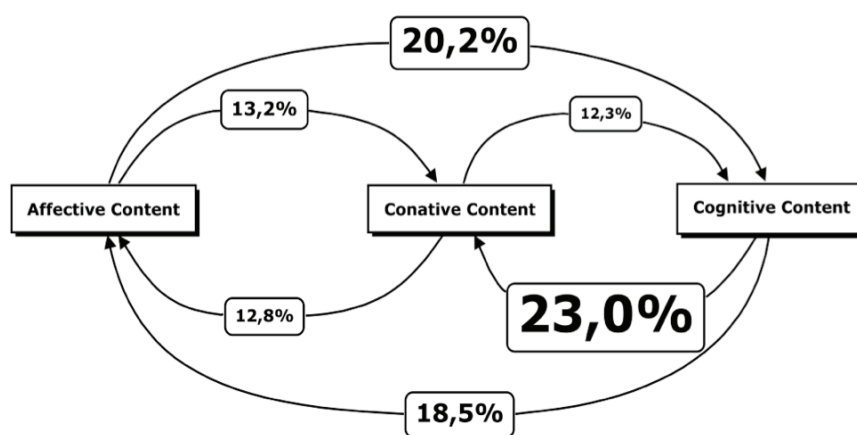 20,2%
13,2%
12,3%
Affective Content
Conative Content
Cognitive Content
12,8%
23,0%
18,5%